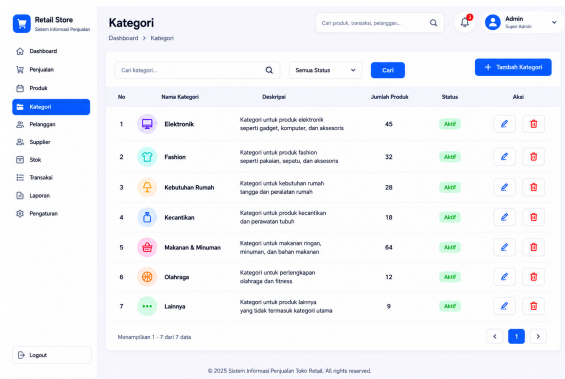 Retail Store
Sistem Informasi Penjualan
Dashboard
Penjualan
Produk
Kategori
Pelanggan
Supplier
Stok
Transaksi
Laporan
Pengaturan
Logout
Kategori
Dashboard > Kategori
Cari produk, transaksi, pelanggan...
Admin
Super Admin
Cari kategori...
Semua Status
Cari
+ Tambah Kategori
No Nama Kategori Deskripsi Jumlah Produk Status Aksi
1 Elektronik Kategori untuk produk elektronik
seperti gadget, komputer, dan aksesoris 45 Aktif
2 Fashion Kategori untuk produk fashion
seperti pakaian, sepatu, dan aksesoris 32 Aktif
3 Kebutuhan Rumah Kategori untuk kebutuhan rumah
tangga dan peralatan rumah 28 Aktif
4 Kecantikan Kategori untuk produk kecantikan
dan perawatan tubuh 18 Aktif
5 Makanan & Minuman Kategori untuk makanan ringan,
minuman, dan bahan makanan 64 Aktif
6 Olahraga Kategori untuk perlengkapan
olahraga dan fitness 12 Aktif
7 Lainnya Kategori untuk produk lainnya
yang tidak termasuk kategori utama 9 Aktif
Menampilkan 1 - 7 dari 7 data
< 1 >
© 2025 Sistem Informasi Penjualan Toko Retail. All rights reserved.